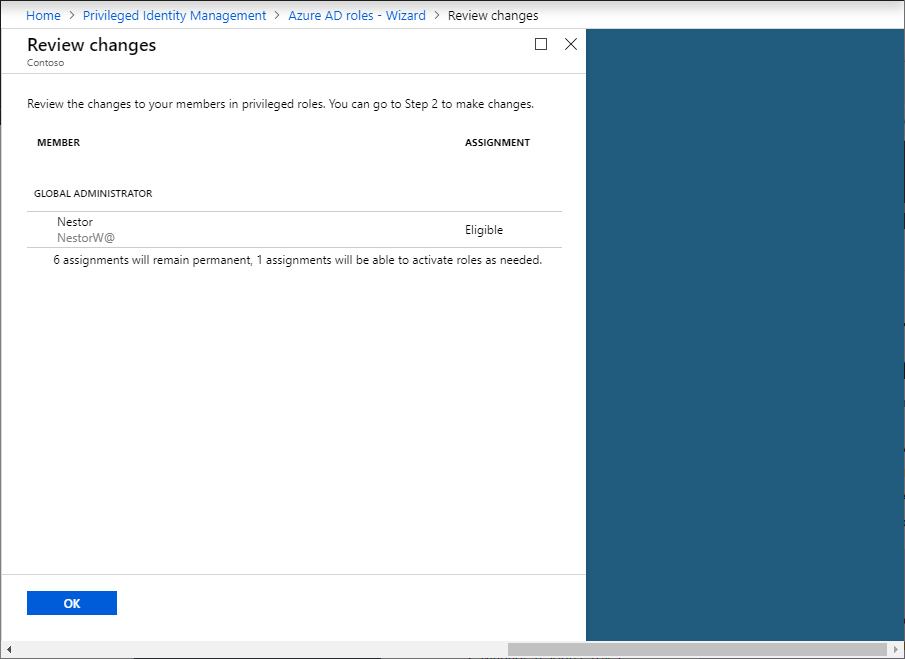 Home > Privileged Identity Management > Azure AD roles - Wizard > Review changes
Review changes
Contoso
Review the changes to your members in privileged roles. You can go to Step 2 to make changes.
MEMBER ASSIGNMENT
GLOBAL ADMINISTRATOR
Nestor
NestorW@ Eligible
6 assignments will remain permanent, 1 assignments will be able to activate roles as needed.
OK